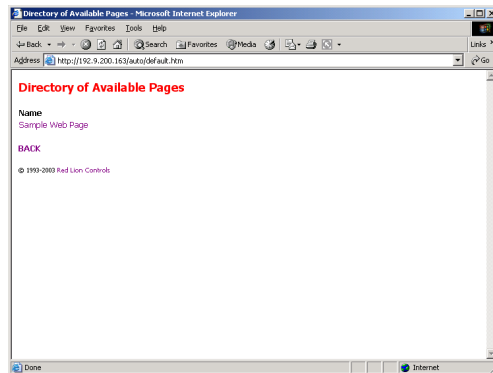 Directory of Available Pages - Microsoft Internet Explorer
File Edit View Favorites Tools Help
Back Search Favorites Media Links »
Address http://192.9.200.163/auto/default.htm Go
Directory of Available Pages
Name
Sample Web Page
BACK
© 1993-2003 Red Lion Controls
Done Internet